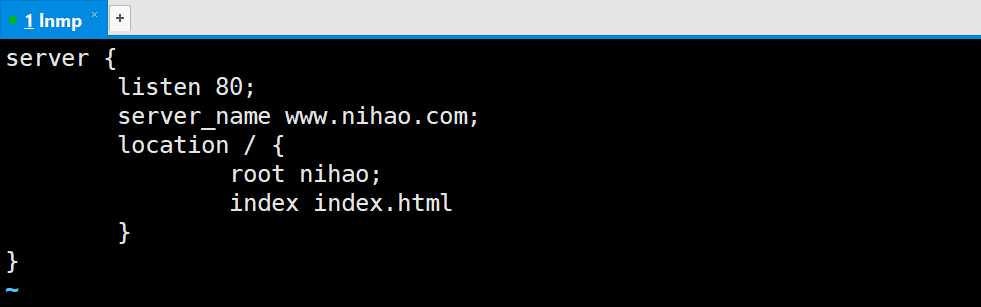 1 lnmp × +
server {
        listen 80;
        server_name www.nihao.com;
        location / {
                root nihao;
                index index.html
        }
}
~